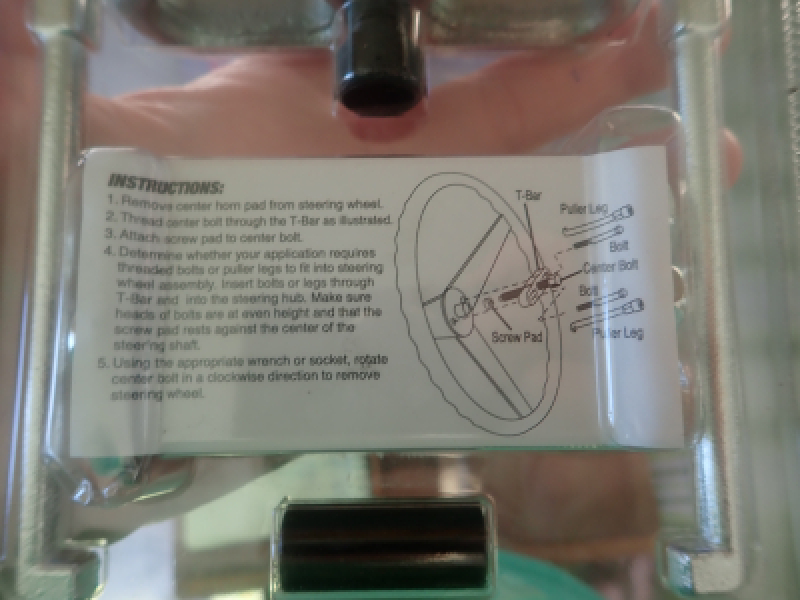 INSTRUCTIONS:
1. Remove center horn pad from steering wheel.
2. Thread center bolt through the T-Bar as illustrated.
3. Attach screw pad to center bolt.
4. Determine whether your application requires
threaded bolts or puller legs to fit into steering
wheel assembly. Insert bolts or legs through
T-Bar and into the steering hub. Make sure
heads of bolts are at even height and that the
screw pad rests against the center of the
steering shaft.
5. Using the appropriate wrench or socket, rotate
center bolt in a clockwise direction to remove
steering wheel.
T-Bar
Puller Leg
Bolt
Center Bolt
Bolt
Puller Leg
Screw Pad